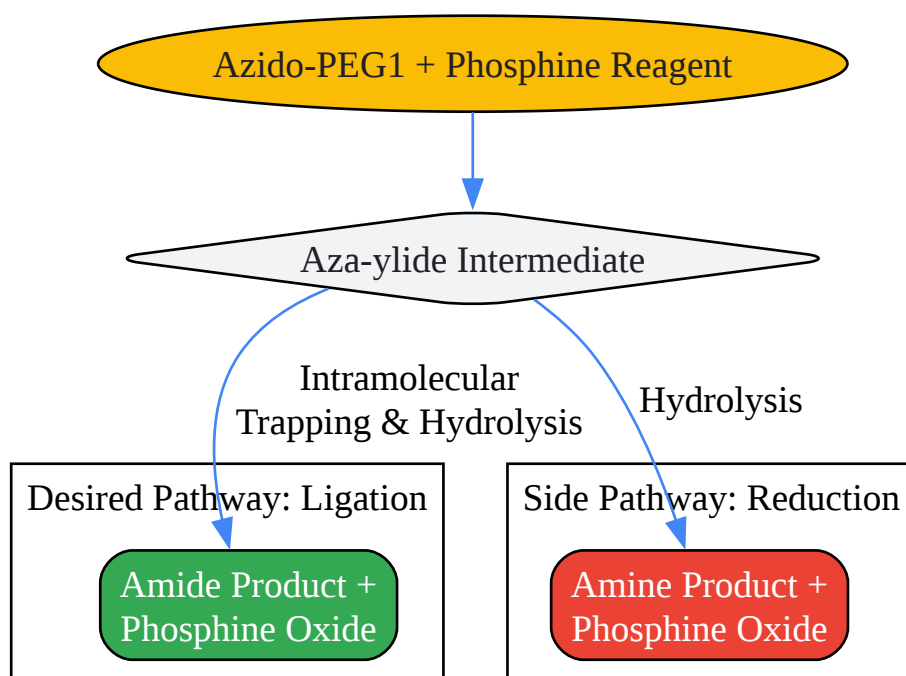 Azido-PEG1 + Phosphine Reagent
Aza-ylide Intermediate
Intramolecular
Trapping & Hydrolysis
Hydrolysis
Desired Pathway: Ligation
Side Pathway: Reduction
Amide Product +
Phosphine Oxide
Amine Product +
Phosphine Oxide